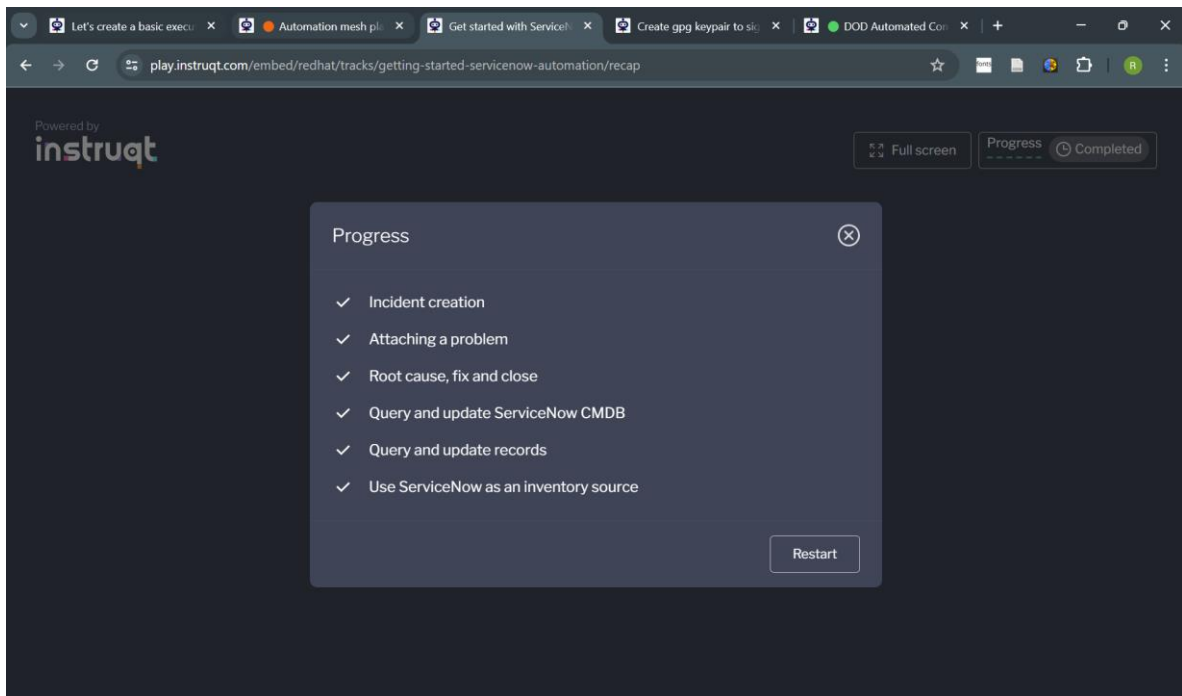 Let's create a basic execu
Automation mesh pla
Get started with ServiceN
Create gpg keypair to sig
DOD Automated Con
play.instruqt.com/embed/redhat/tracks/getting-started-servicenow-automation/recap
fonts
R
Powered by
instruqt
Full screen
Progress
Completed
Progress
Incident creation
Attaching a problem
Root cause, fix and close
Query and update ServiceNow CMDB
Query and update records
Use ServiceNow as an inventory source
Restart